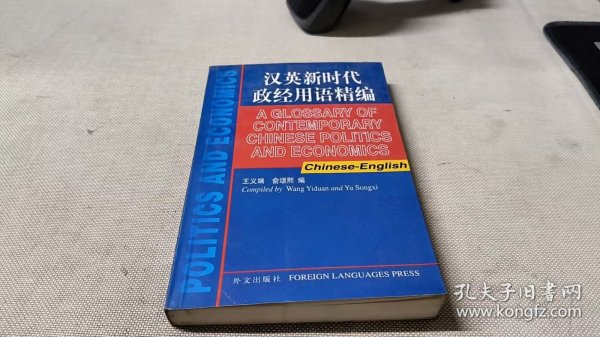 POLITICS AND ECONOMICS
汉英新时代
政经用语精编
A GLOSSARY OF
CONTEMPORARY
CHINESE POLITICS
AND ECONOMICS
Chinese-English
王义端 俞颂熙 编
Compiled by Wang Yiduan and Yu Songxi
外文出版社 FOREIGN LANGUAGES PRESS
孔夫子旧书网
www.kongfz.com